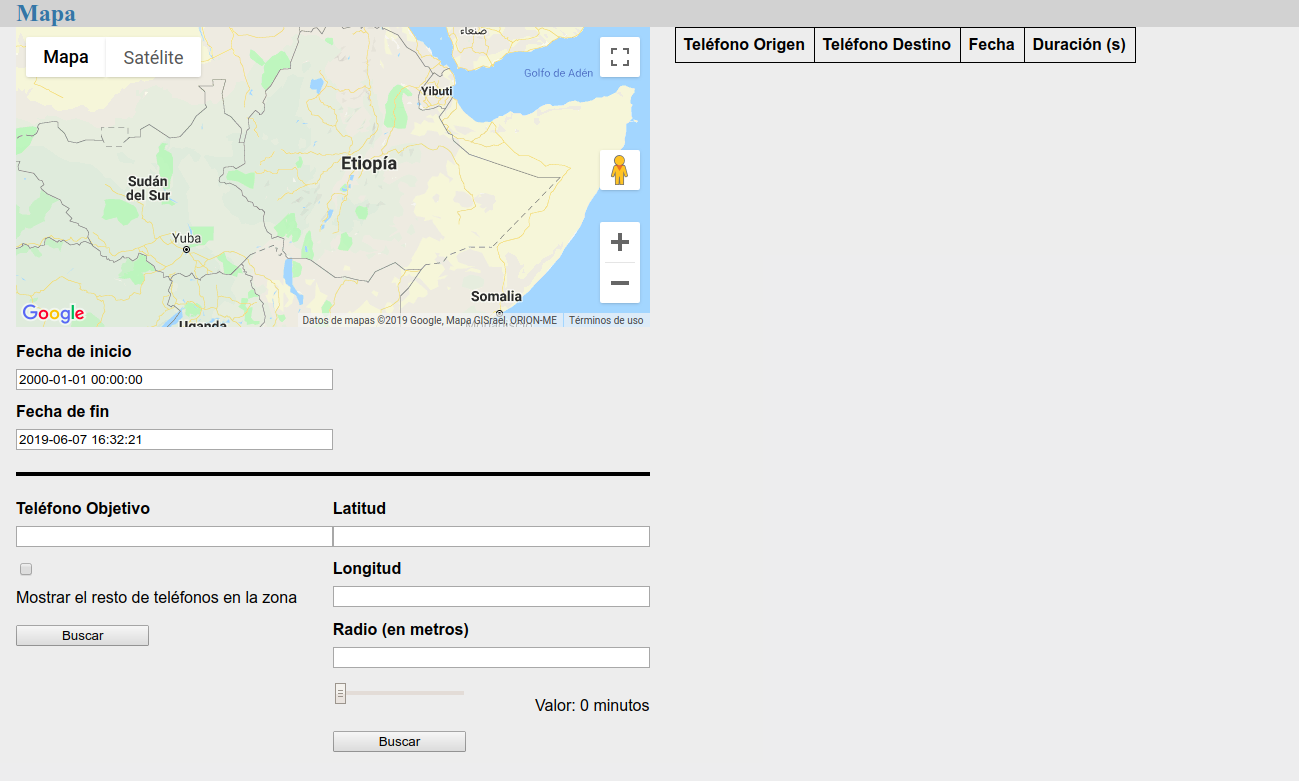 Mapa
Mapa
Satélite
صنعاء
Golfo de Adén
Yibuti
Etiopía
Sudán
del Sur
Yuba
Somalia
Uganda
Google
Datos de mapas ©2019 Google, Mapa GISrael, ORION-ME
Términos de uso
Teléfono Origen
Teléfono Destino
Fecha
Duración (s)
Fecha de inicio
2000-01-01 00:00:00
Fecha de fin
2019-06-07 16:32:21
Teléfono Objetivo
Mostrar el resto de teléfonos en la zona
Buscar
Latitud
Longitud
Radio (en metros)
Valor: 0 minutos
Buscar